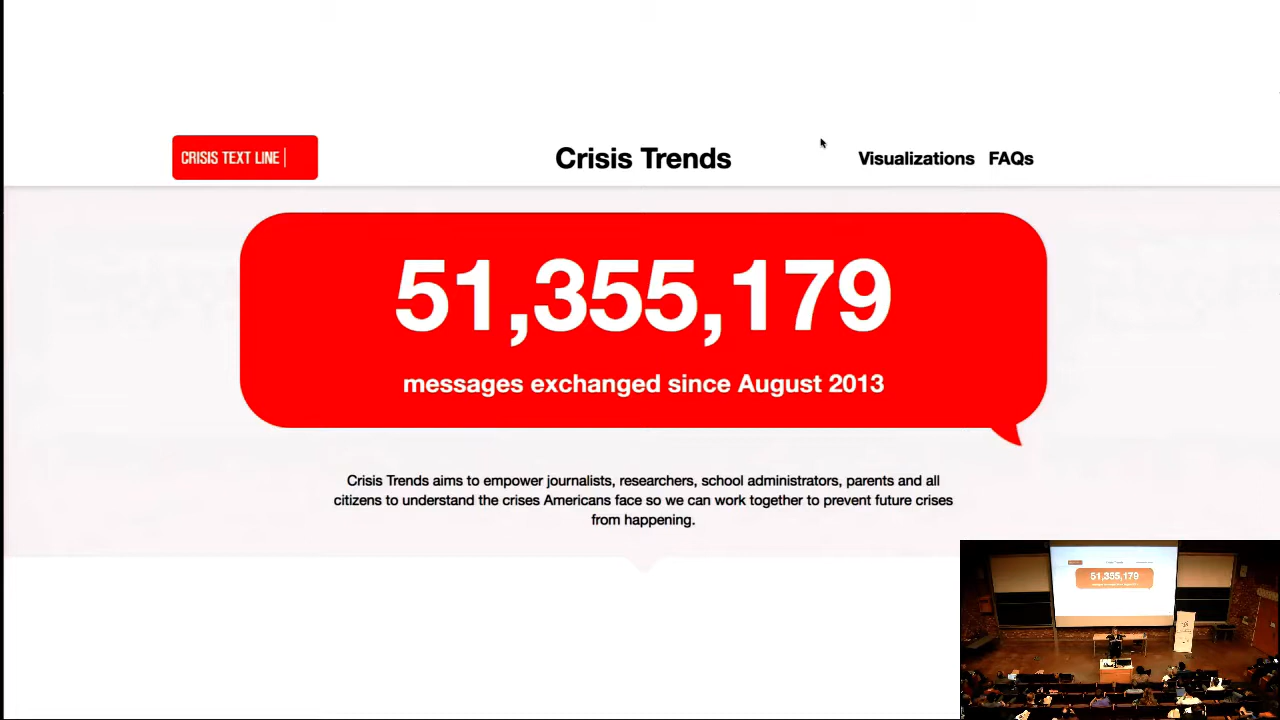 CRISIS TEXT LINE |
Crisis Trends
Visualizations
FAQs
51,355,179
messages exchanged since August 2013
Crisis Trends aims to empower journalists, researchers, school administrators, parents and all
citizens to understand the crises Americans face so we can work together to prevent future crises
from happening.
51,355,179